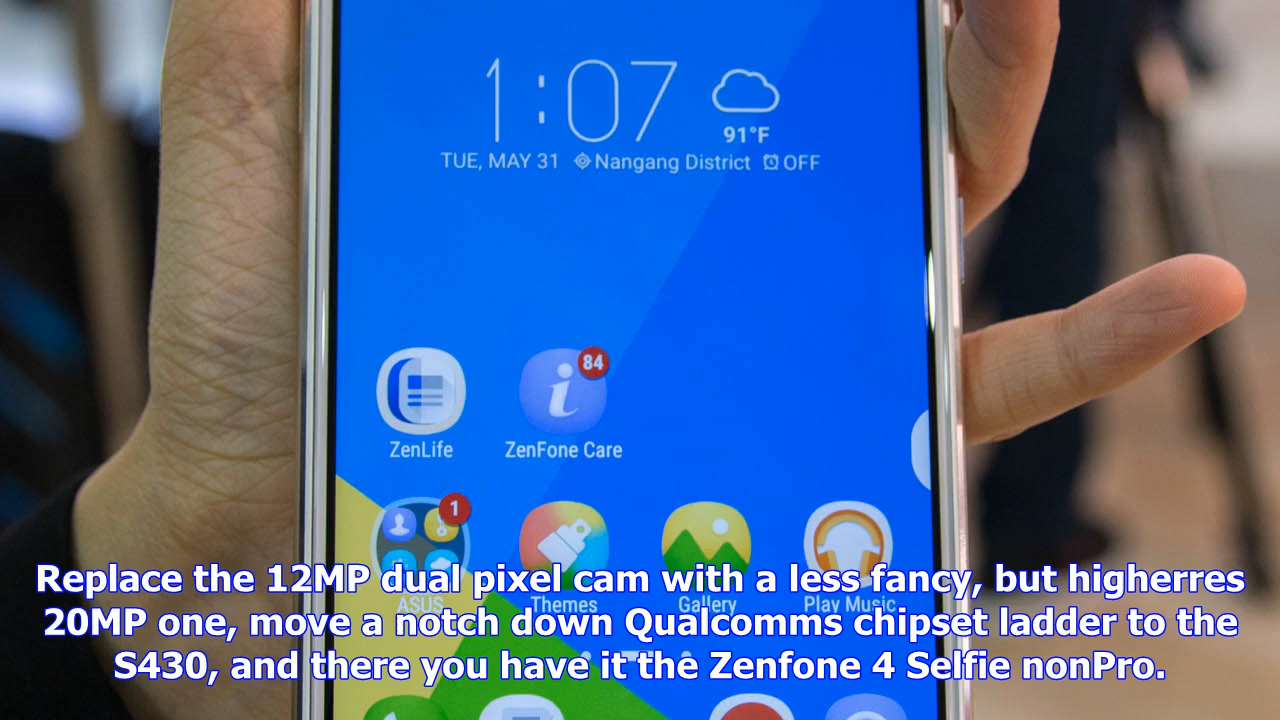 1:07
91°F
TUE, MAY 31 Nangang District OFF
84
ZenLife ZenFone Care
1
ASUS Themes Gallery Play Music
Replace the 12MP dual pixel cam with a less fancy, but higherres
20MP one, move a notch down Qualcomms chipset ladder to the
S430, and there you have it the Zenfone 4 Selfie nonPro.